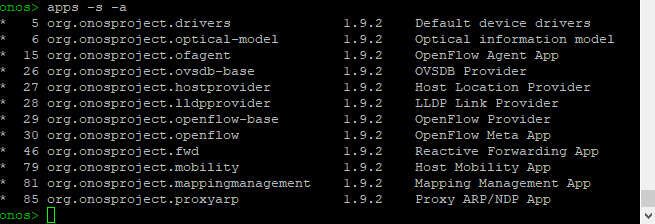 onos> apps -s -a
*   5 org.onosproject.drivers              1.9.2    Default device drivers
*   6 org.onosproject.optical-model        1.9.2    Optical information model
*  15 org.onosproject.ofagent              1.9.2    OpenFlow Agent App
*  26 org.onosproject.ovsdb-base           1.9.2    OVSDB Provider
*  27 org.onosproject.hostprovider         1.9.2    Host Location Provider
*  28 org.onosproject.lldpprovider         1.9.2    LLDP Link Provider
*  29 org.onosproject.openflow-base        1.9.2    OpenFlow Provider
*  30 org.onosproject.openflow             1.9.2    OpenFlow Meta App
*  46 org.onosproject.fwd                  1.9.2    Reactive Forwarding App
*  79 org.onosproject.mobility             1.9.2    Host Mobility App
*  81 org.onosproject.mappingmanagement    1.9.2    Mapping Management App
*  85 org.onosproject.proxyarp             1.9.2    Proxy ARP/NDP App
onos>